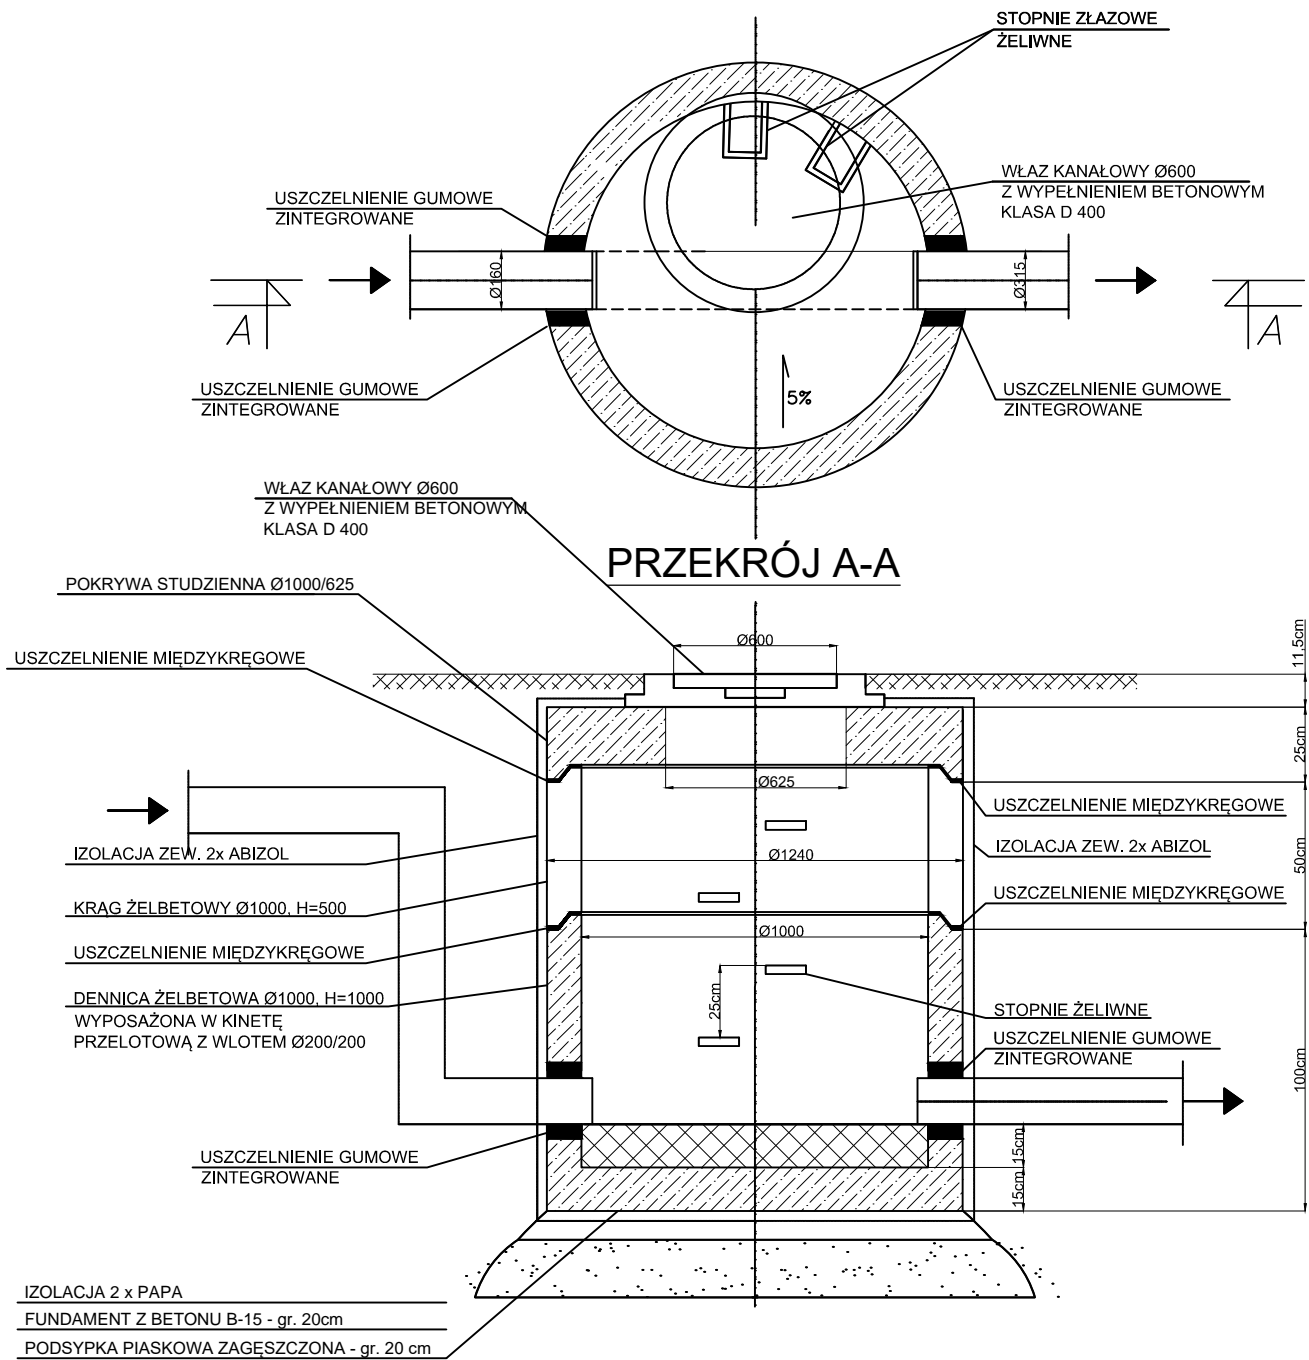 STOPNIE ZŁAZOWE
ŻELIWNE
WŁAZ KANAŁOWY Ø600
Z WYPEŁNIENIEM BETONOWYM
KLASA D 400
USZCZELNIENIE GUMOWE
ZINTEGROWANE
Ø160
Ø315
A
A
USZCZELNIENIE GUMOWE
ZINTEGROWANE
USZCZELNIENIE GUMOWE
ZINTEGROWANE
5%
WŁAZ KANAŁOWY Ø600
Z WYPEŁNIENIEM BETONOWYM
KLASA D 400
PRZEKRÓJ A-A
POKRYWA STUDZIENNA Ø1000/625
Ø600
11,5cm
USZCZELNIENIE MIĘDZYKRĘGOWE
25cm
Ø625
USZCZELNIENIE MIĘDZYKRĘGOWE
IZOLACJA ZEW. 2x ABIZOL
Ø1240
IZOLACJA ZEW. 2x ABIZOL
50cm
KRĄG ŻELBETOWY Ø1000, H=500
USZCZELNIENIE MIĘDZYKRĘGOWE
Ø1000
USZCZELNIENIE MIĘDZYKRĘGOWE
DENNICA ŻELBETOWA Ø1000, H=1000
WYPOSAŻONA W KINETĘ
PRZELOTOWĄ Z WLOTEM Ø200/200
25cm
STOPNIE ŻELIWNE
USZCZELNIENIE GUMOWE
ZINTEGROWANE
100cm
USZCZELNIENIE GUMOWE
ZINTEGROWANE
15cm
15cm
IZOLACJA 2 x PAPA
FUNDAMENT Z BETONU B-15 - gr. 20cm
PODSYPKA PIASKOWA ZAGĘSZCZONA - gr. 20 cm